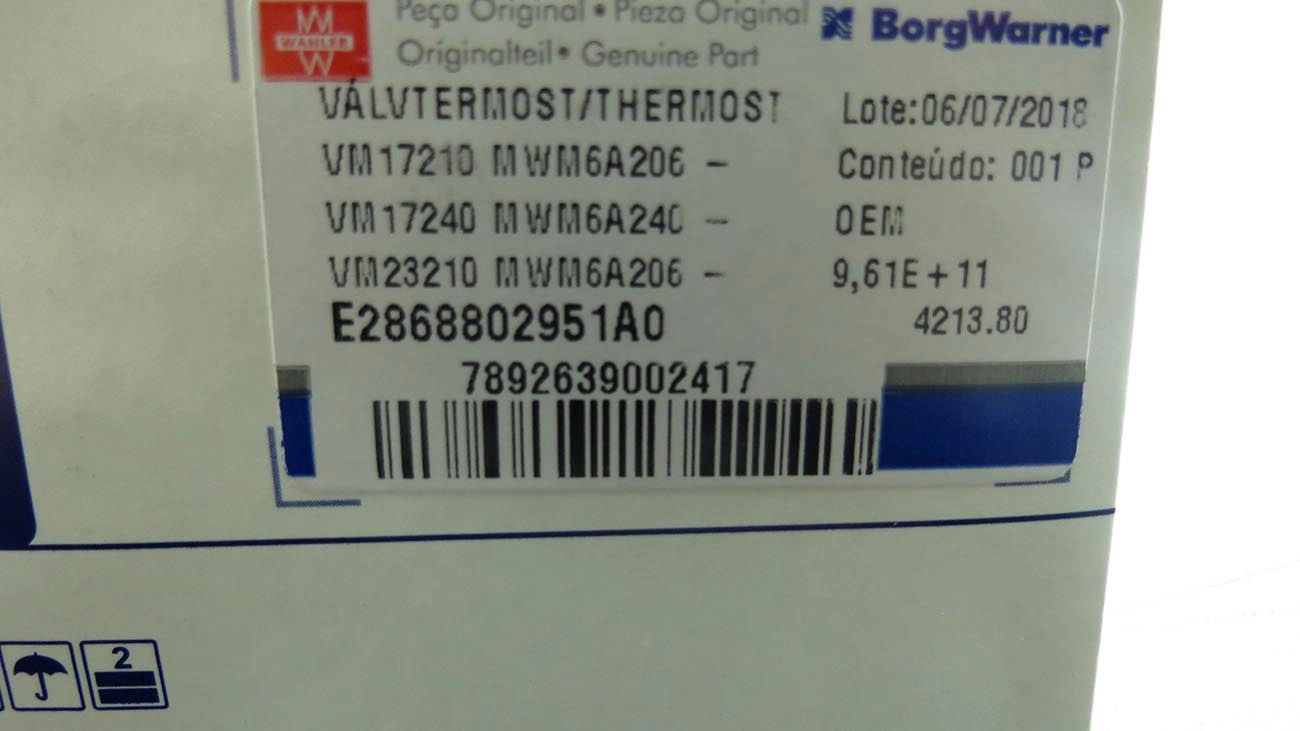 WAHLER
Peça Original • Pieza Original
Originalteil • Genuine Part
BorgWarner
VÁLVTERMOST/THERMOST
Lote:06/07/2018
VM17210 MWM6A206 -
Conteúdo: 001 P
VM17240 MWM6A240 -
OEM
VM23210 MWM6A206 -
9,61E+11
E2868802951A0
4213.80
7892639002417
2